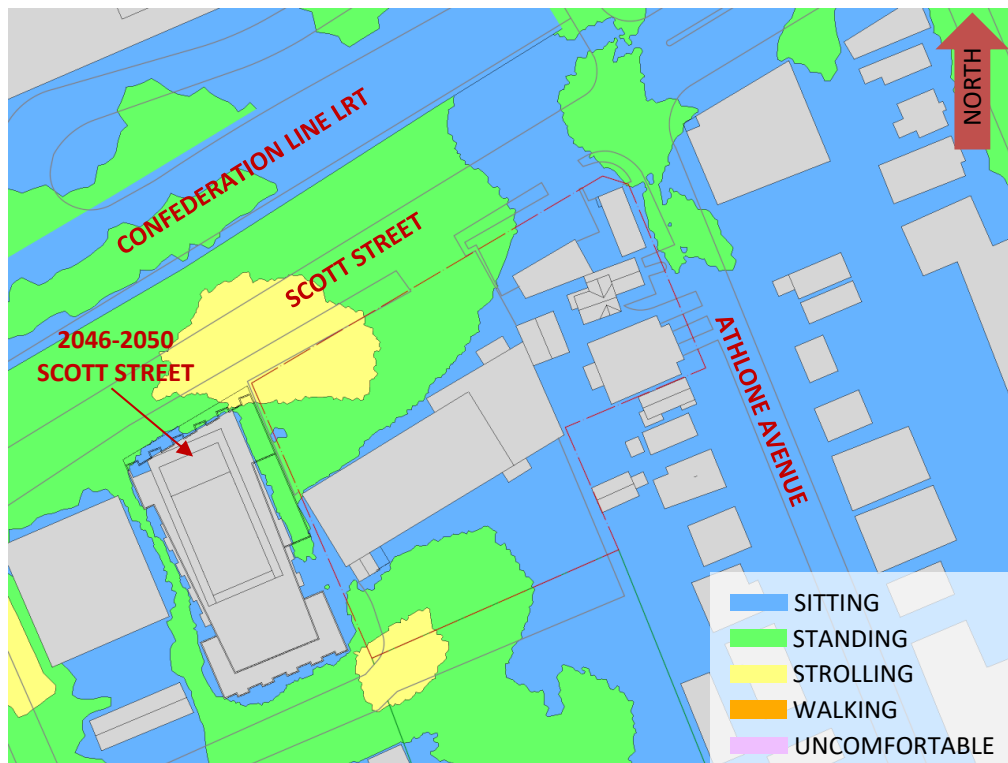 NORTH
CONFEDERATION LINE LRT
SCOTT STREET
2046-2050
SCOTT STREET
ATHLONE AVENUE
SITTING
STANDING
STROLLING
WALKING
UNCOMFORTABLE